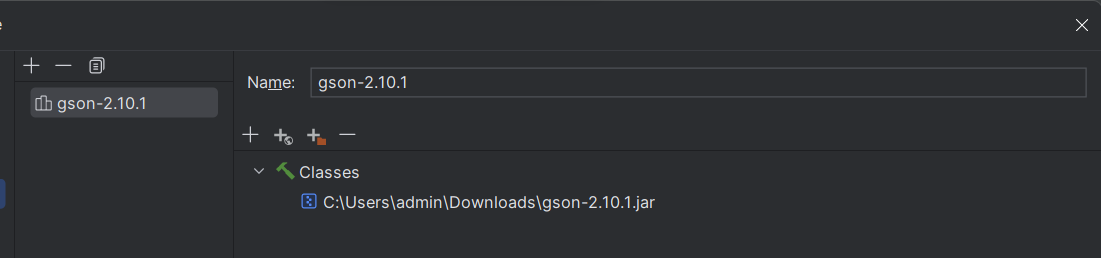 e
Name: gson-2.10.1
gson-2.10.1
Classes
C:\Users\admin\Downloads\gson-2.10.1.jar